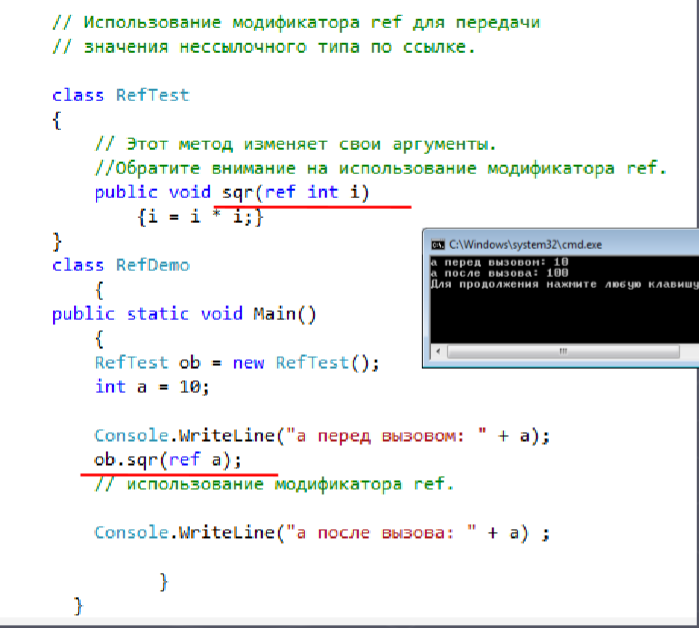 // Использование модификатора ref для передачи
// значения нессылочного типа по ссылке.
class RefTest
{
// Этот метод изменяет свои аргументы.
//Обратите внимание на использование модификатора ref.
public void sqr(ref int i)
{i = i * i;}
}
class RefDemo
{
public static void Main()
{
RefTest ob = new RefTest();
int a = 10;
Console.WriteLine("а перед вызовом: " + a);
ob.sqr(ref a);
// использование модификатора ref.
Console.WriteLine("а после вызова: " + a) ;
}
}
C:\Windows\system32\cmd.exe
а перед вызовом: 10
а после вызова: 100
Для продолжения нажмите любую клавишу